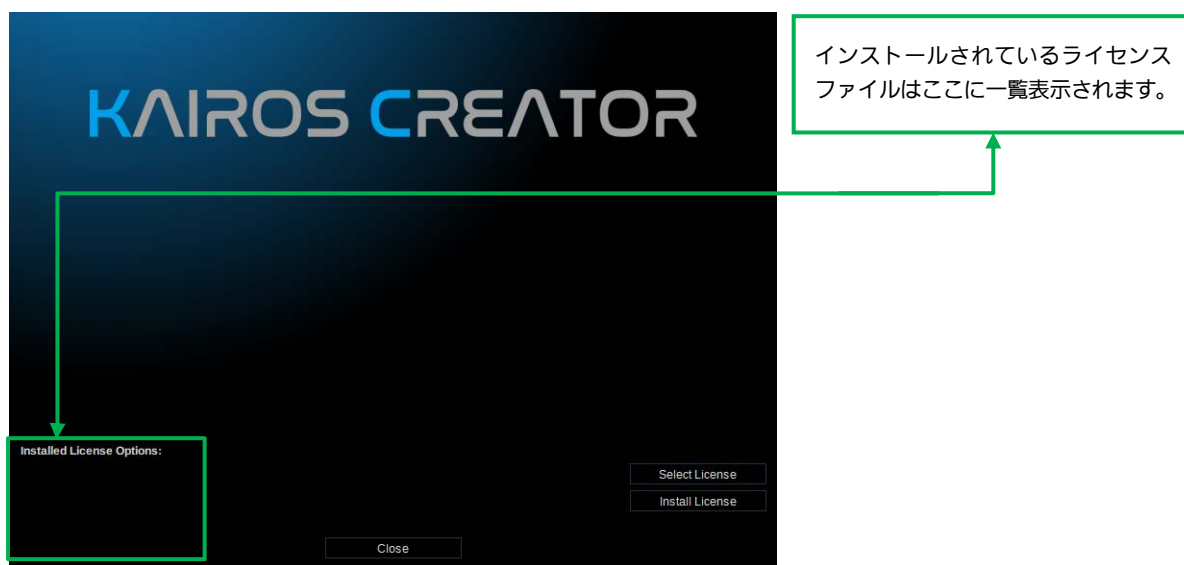 KAIROS CREATOR
インストールされているライセンス
ファイルはここに一覧表示されます。
Installed License Options:
Select License
Install License
Close